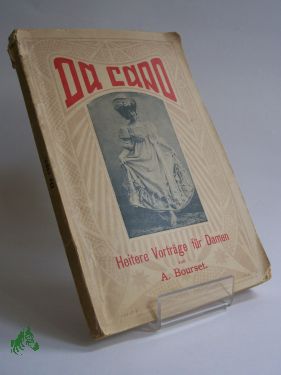 Da capo
Heitere Vorträge für Damen
von
A. Bourset.